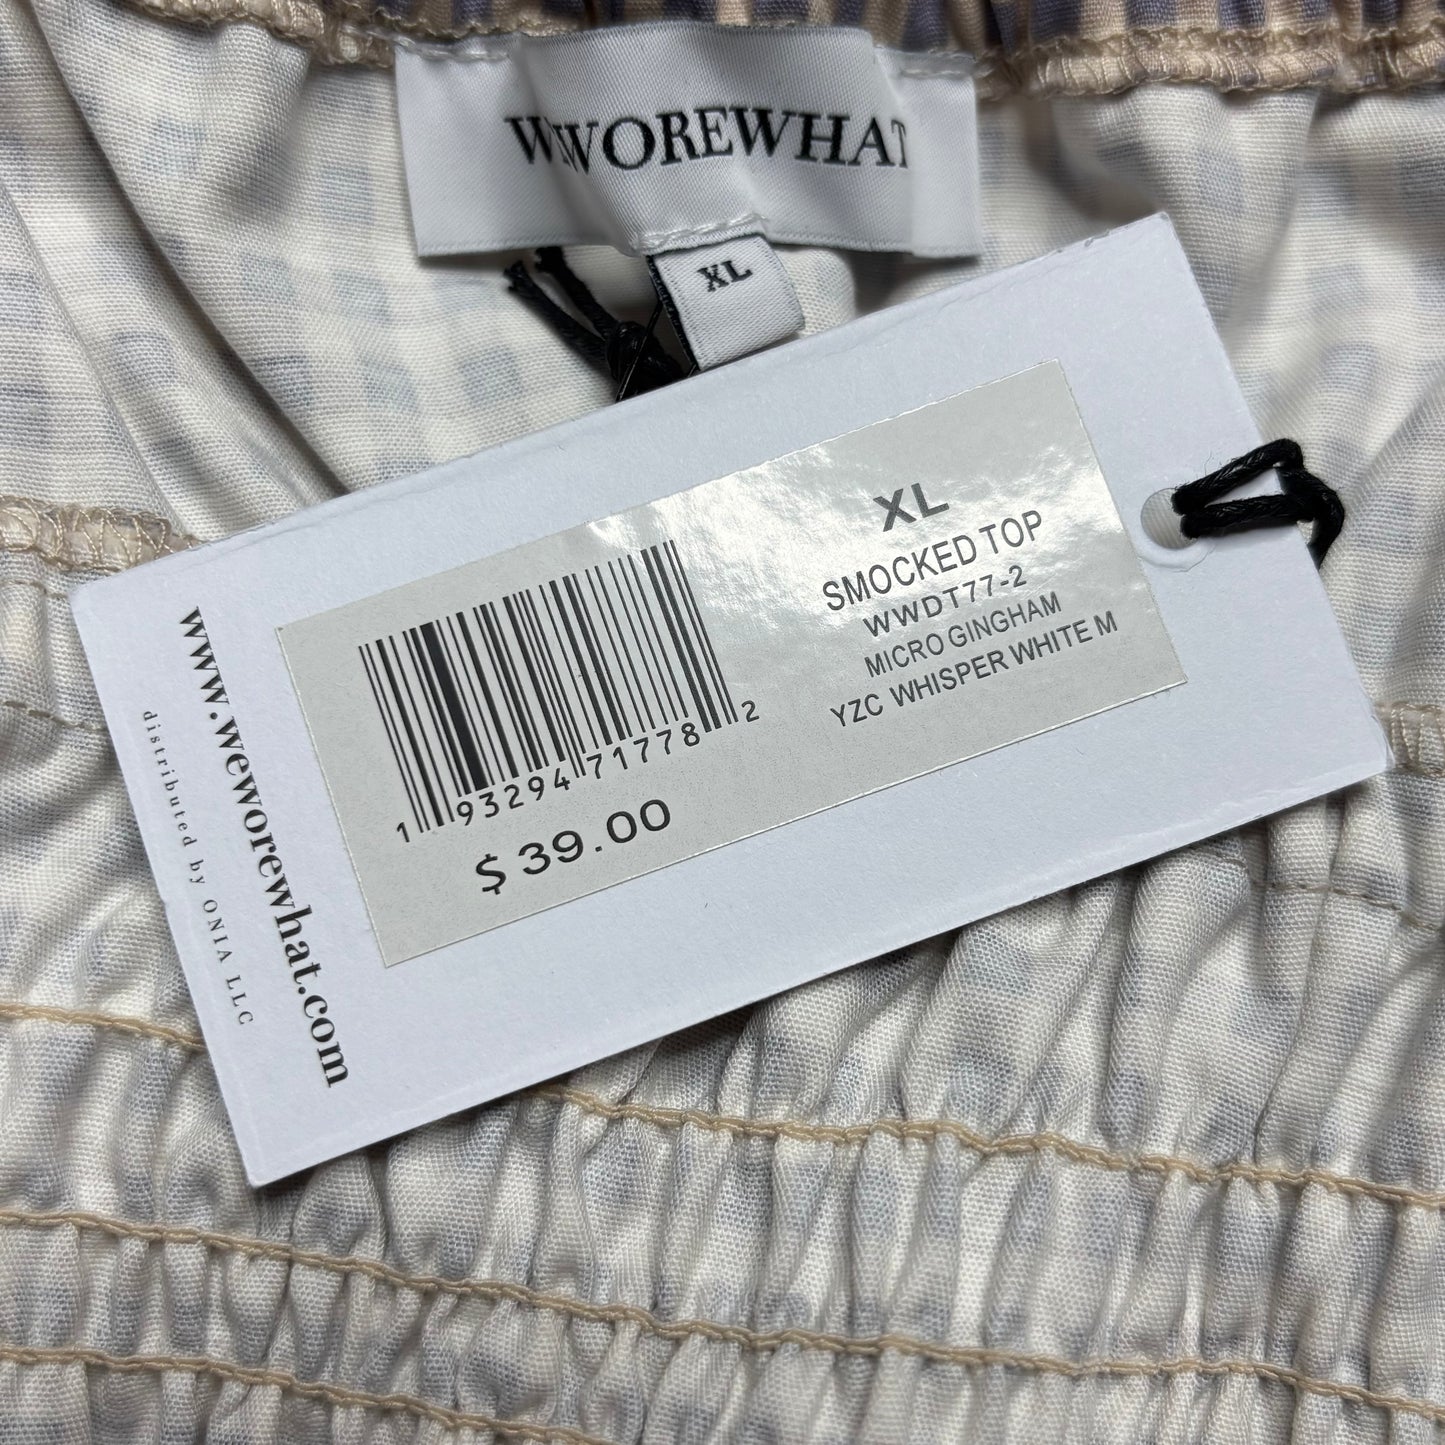 WEWOREWHAT
XL
XL
SMOCKED TOP
WWDT77-2
MICRO GINGHAM
YZC WHISPER WHITE M
1 93294 71778 2
$ 39.00
www.weworewhat.com
distributed by ONIA LLC